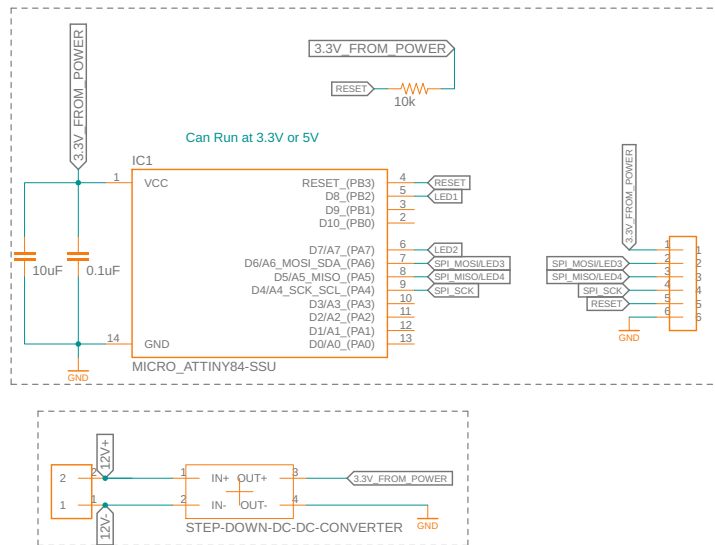 3.3V_FROM_POWER
3.3V_FROM_POWER
RESET
10k
Can Run at 3.3V or 5V
IC1
1 VCC RESET_(PB3) 4 RESET
D8_(PB2) 5 LED1
D9_(PB1) 3
D10_(PB0) 2
D7/A7_(PA7) 6 LED2
D6/A6_MOSI_SDA_(PA6) 7 SPI_MOSI/LED3
D5/A5_MISO_(PA5) 8 SPI_MISO/LED4
D4/A4_SCK_SCL_(PA4) 9 SPI_SCK
D3/A3_(PA3) 10
D2/A2_(PA2) 11
D1/A1_(PA1) 12
14 GND D0/A0_(PA0) 13
10uF
0.1uF
GND
MICRO_ATTINY84-SSU
3.3V_FROM_POWER
1 1
SPI_MOSI/LED3 2 2
SPI_MISO/LED4 3 3
SPI_SCK 4 4
RESET 5 5
6 6
GND
12V+
2 2 1 IN+ OUT+ 3 3.3V_FROM_POWER
1 1 2 IN- OUT- 4
12V-
STEP-DOWN-DC-DC-CONVERTER
GND